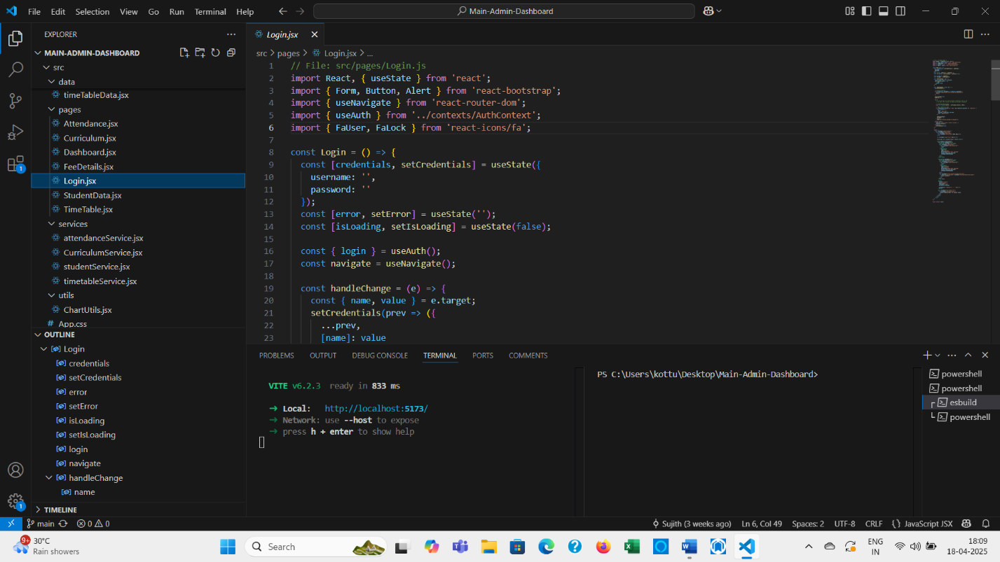 File Edit Selection View Go Run Terminal Help
Main-Admin-Dashboard
EXPLORER
MAIN-ADMIN-DASHBOARD
src
data
timeTableData.jsx
pages
Attendance.jsx
Curriculum.jsx
Dashboard.jsx
FeeDetails.jsx
Login.jsx
StudentData.jsx
TimeTable.jsx
services
attendanceService.jsx
CurriculumService.jsx
studentService.jsx
timetableService.jsx
utils
ChartUtils.jsx
# App.css
OUTLINE
Login
credentials
setCredentials
error
setError
isLoading
setIsLoading
login
navigate
handleChange
name
TIMELINE
1
1
Login.jsx
src > pages > Login.jsx > ...
1 // File: src/pages/Login.js
2 import React, { useState } from 'react';
3 import { Form, Button, Alert } from 'react-bootstrap';
4 import { useNavigate } from 'react-router-dom';
5 import { useAuth } from '../contexts/AuthContext';
6 import { FaUser, FaLock } from 'react-icons/fa';
7
8 const Login = () => {
9 const [credentials, setCredentials] = useState({
10 username: '',
11 password: ''
12 });
13 const [error, setError] = useState('');
14 const [isLoading, setIsLoading] = useState(false);
15
16 const { login } = useAuth();
17 const navigate = useNavigate();
18
19 const handleChange = (e) => {
20 const { name, value } = e.target;
21 setCredentials(prev => ({
22 ...prev,
23 [name]: value
PROBLEMS OUTPUT DEBUG CONSOLE TERMINAL PORTS COMMENTS
VITE v6.2.3 ready in 833 ms
➜ Local: http://localhost:5173/
➜ Network: use --host to expose
➜ press h + enter to show help
PS C:\Users\kottu\Desktop\Main-Admin-Dashboard>
powershell
powershell
esbuild
powershell
main 0 0 Sujith (3 weeks ago) Ln 6, Col 49 Spaces: 2 UTF-8 CRLF {} JavaScript JSX
9+ 30°C
Rain showers
Search
ENG
IN
18:09
18-04-2025